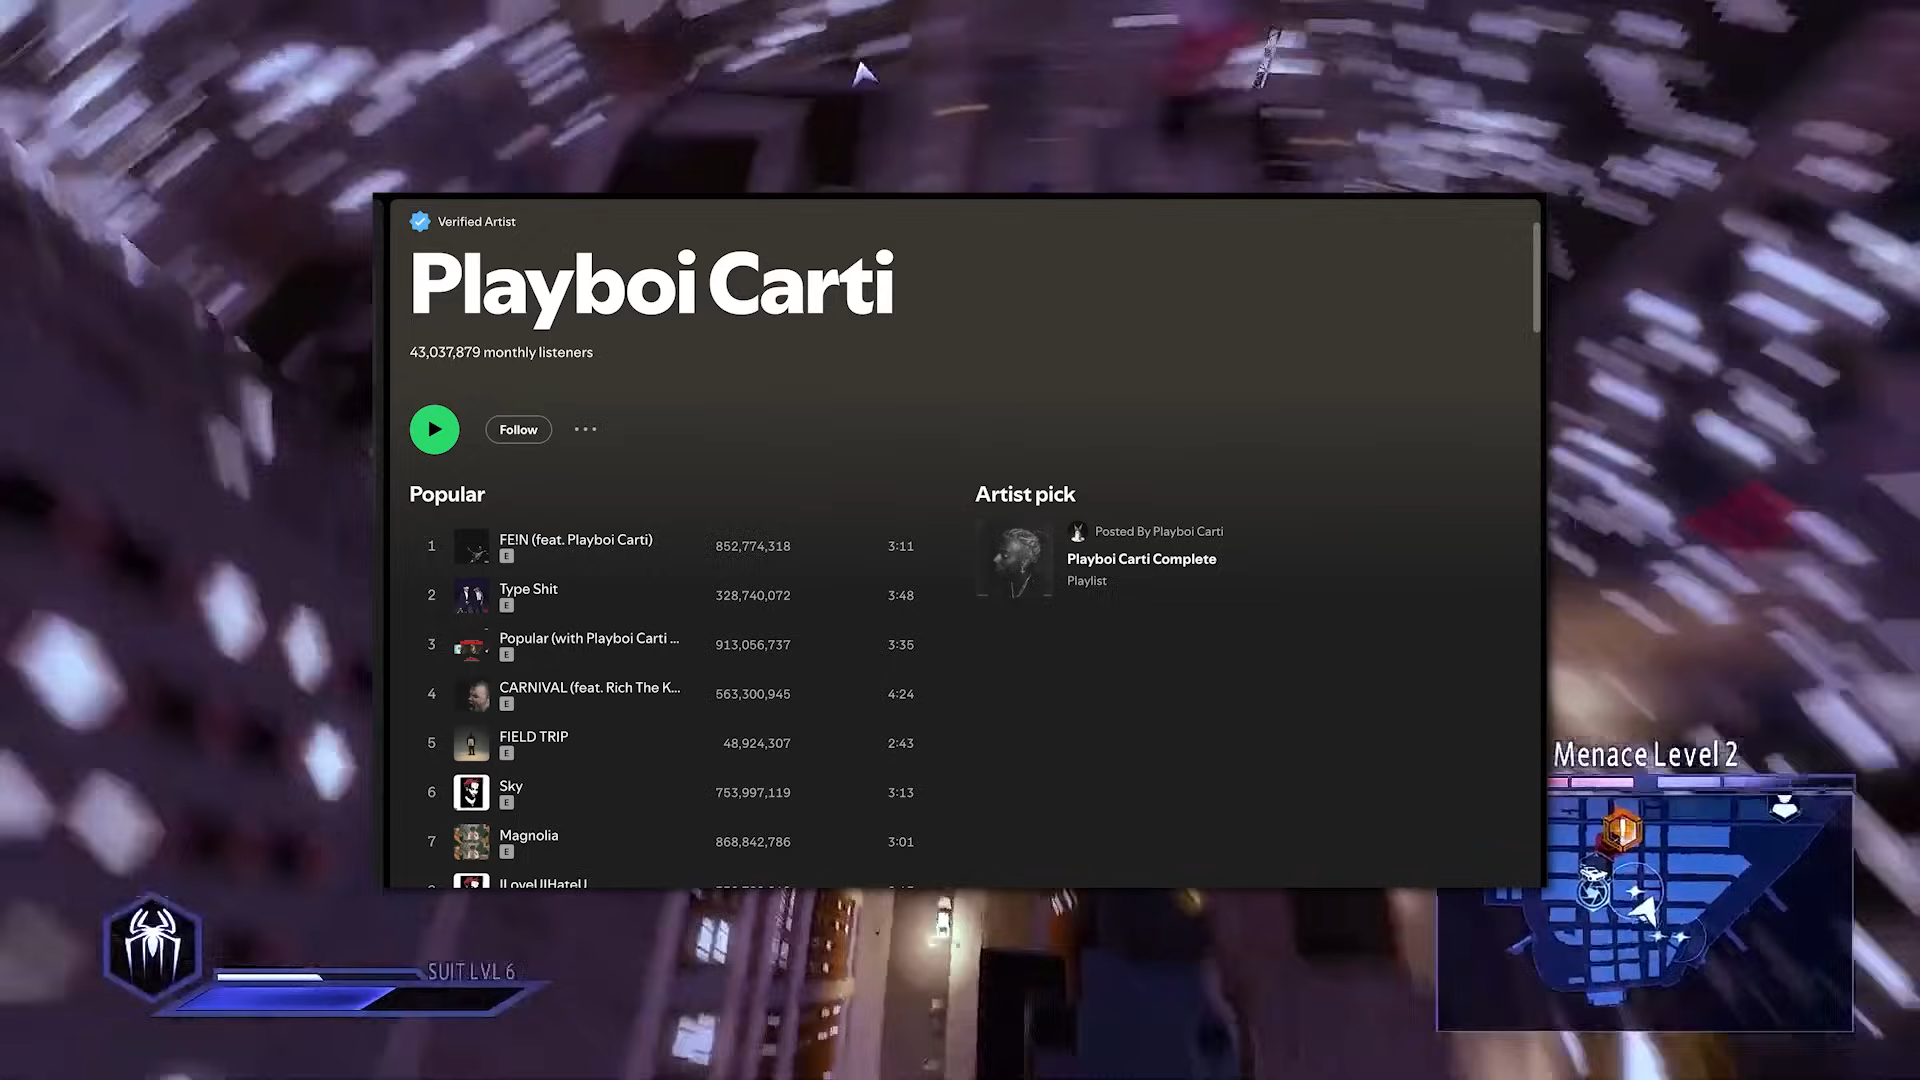 Verified Artist
Playboi Carti
43,037,879 monthly listeners
Follow
Popular
Artist pick
1 FE!N (feat. Playboi Carti) 852,774,318 3:11
E
Posted By Playboi Carti
Playboi Carti Complete
Playlist
2 Type Shit 328,740,072 3:48
E
3 Popular (with Playboi Carti ... 913,056,737 3:35
E
4 CARNIVAL (feat. Rich The K... 563,300,945 4:24
E
5 FIELD TRIP 48,924,307 2:43
E
6 Sky 753,997,119 3:13
E
7 Magnolia 868,842,786 3:01
E
ILoveUIHateU
Menace Level 2
SUIT LVL 6